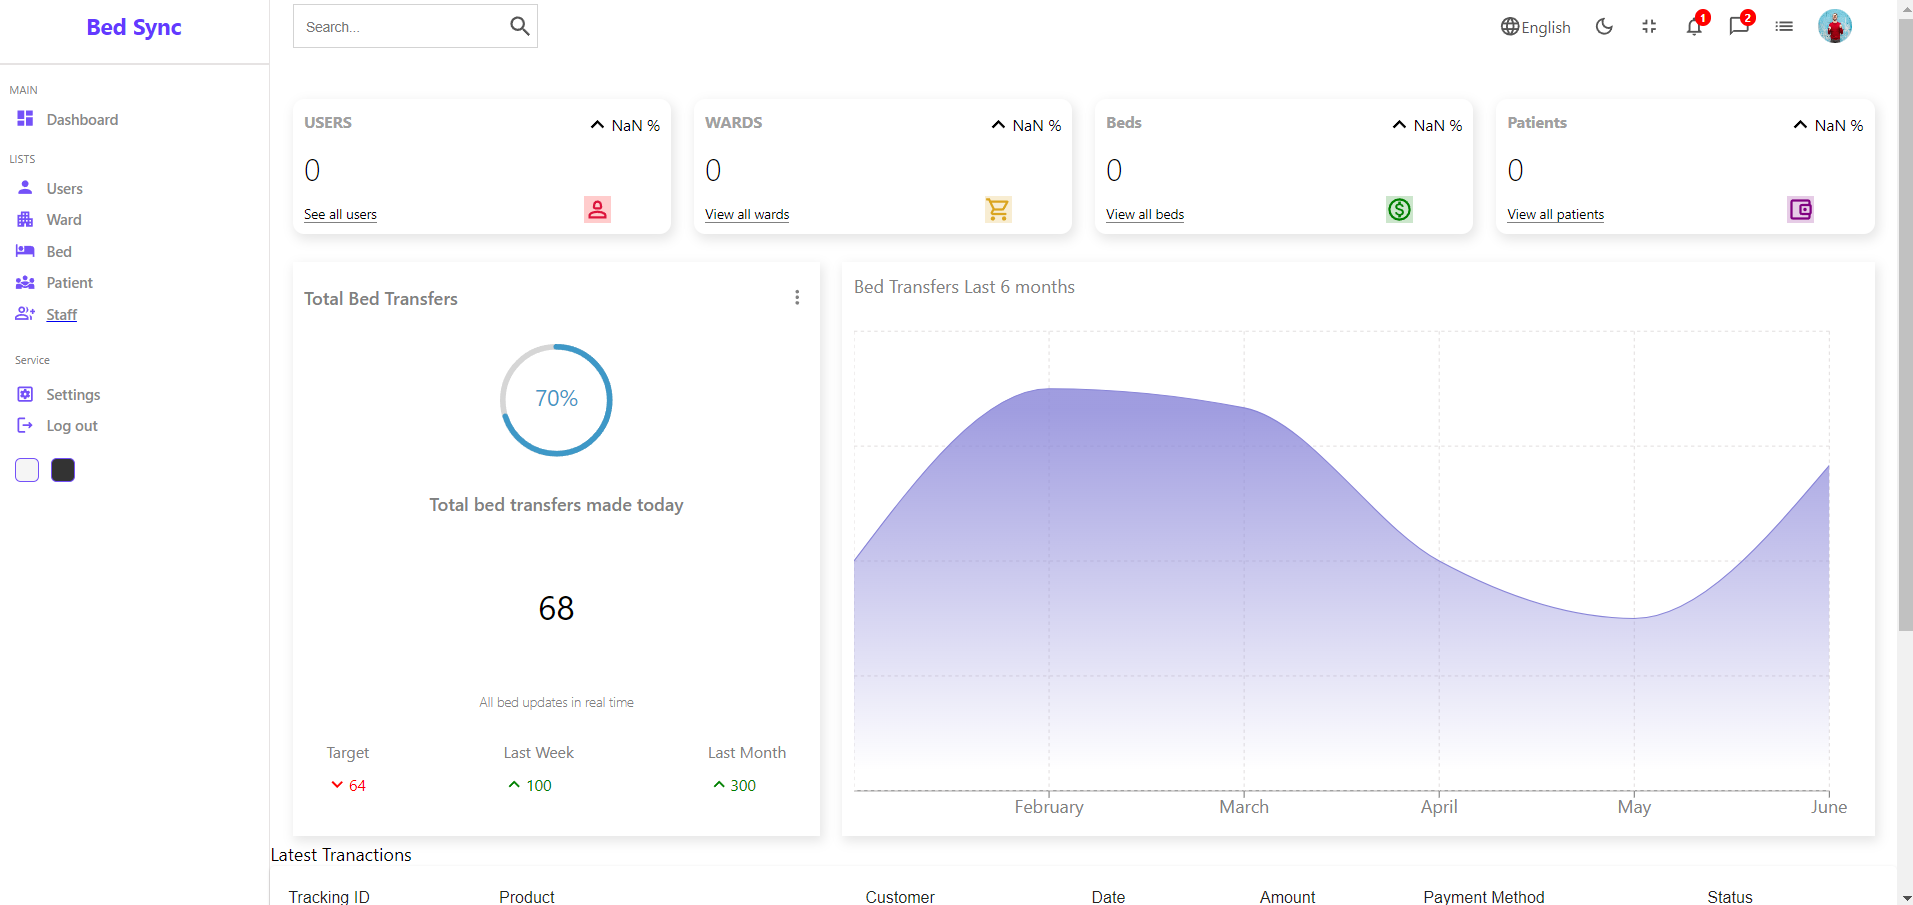 Bed Sync
Search...
English
1
2
MAIN
Dashboard
LISTS
Users
Ward
Bed
Patient
Staff
Service
Settings
Log out
USERS
NaN %
0
See all users
WARDS
NaN %
0
View all wards
Beds
NaN %
0
View all beds
Patients
NaN %
0
View all patients
Total Bed Transfers
70%
Total bed transfers made today
68
All bed updates in real time
Target Last Week Last Month
64 100 300
Bed Transfers Last 6 months
February March April May June
Latest Tranactions
Tracking ID Product Customer Date Amount Payment Method Status